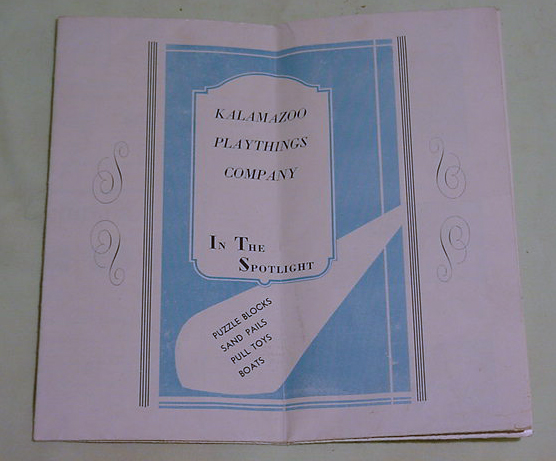 KALAMAZOO
PLAYTHINGS
COMPANY
IN THE
SPOTLIGHT
PUZZLE BLOCKS
SAND PAILS
PULL TOYS
BOATS